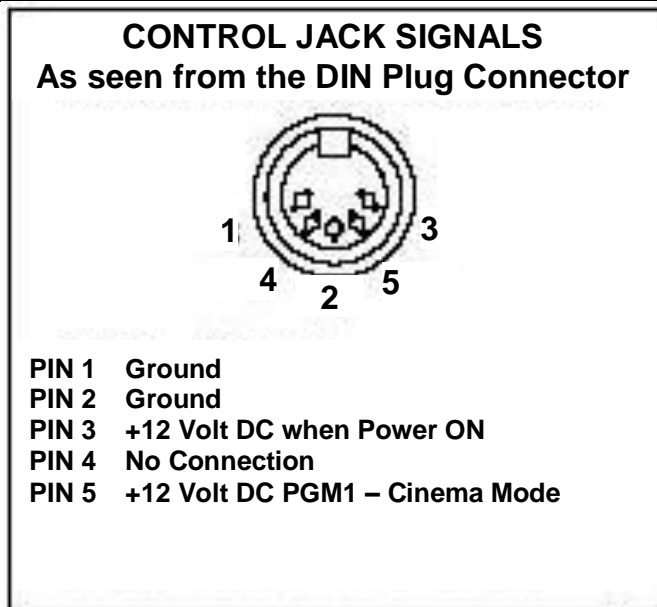 CONTROL JACK SIGNALS
As seen from the DIN Plug Connector
1 3
4 5
2
PIN 1 Ground
PIN 2 Ground
PIN 3 +12 Volt DC when Power ON
PIN 4 No Connection
PIN 5 +12 Volt DC PGM1 – Cinema Mode